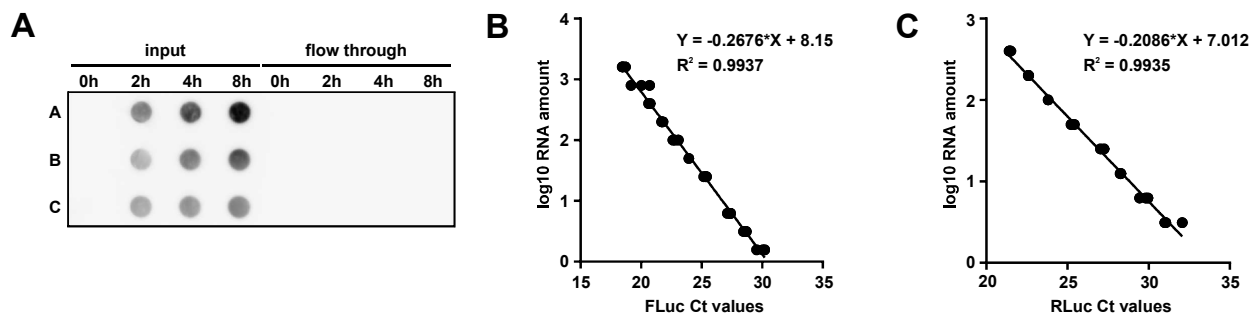 A
input flow through
0h 2h 4h 8h 0h 2h 4h 8h
A
B
C
B
Y = -0.2676*X + 8.15
R² = 0.9937
log10 RNA amount
4
3
2
1
0
15 20 25 30 35
FLuc Ct values
C
Y = -0.2086*X + 7.012
R² = 0.9935
log10 RNA amount
3
2
1
0
20 25 30 35
RLuc Ct values